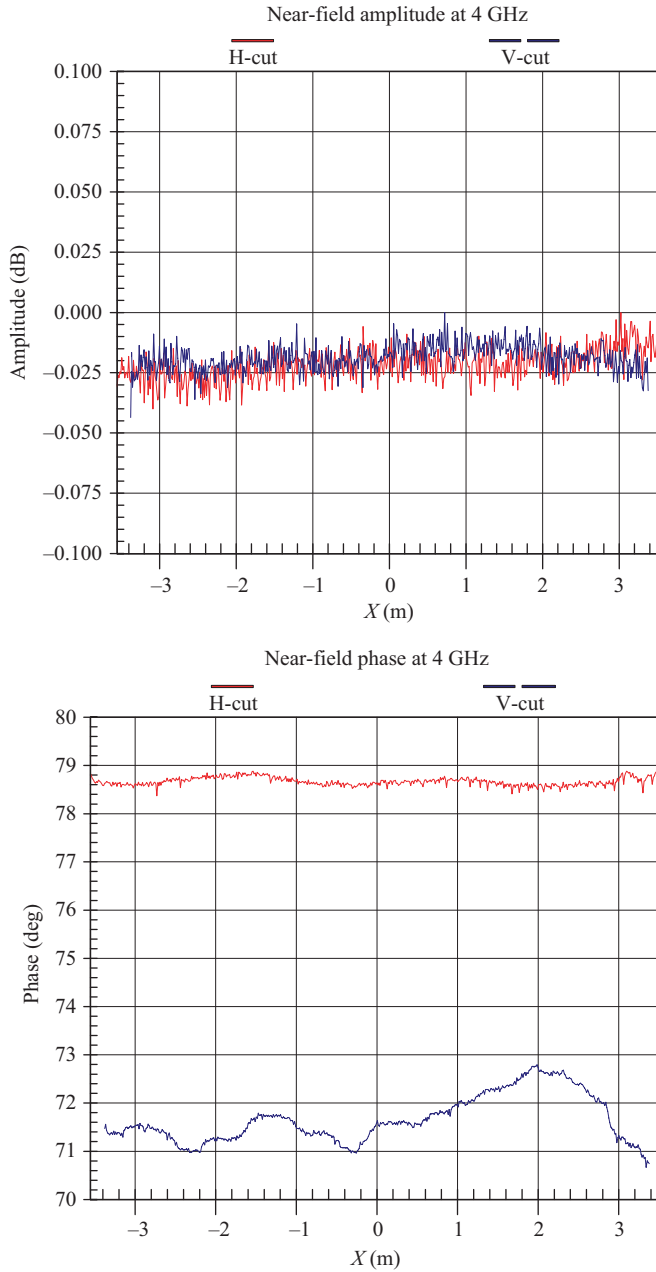 Near-field amplitude at 4 GHz
H-cut V-cut
0.100
0.075
0.050
0.025
0.000
−0.025
−0.050
−0.075
−0.100
Amplitude (dB)
−3 −2 −1 0 1 2 3
X (m)
Near-field phase at 4 GHz
H-cut V-cut
80
79
78
77
76
75
74
73
72
71
70
Phase (deg)
−3 −2 −1 0 1 2 3
X (m)